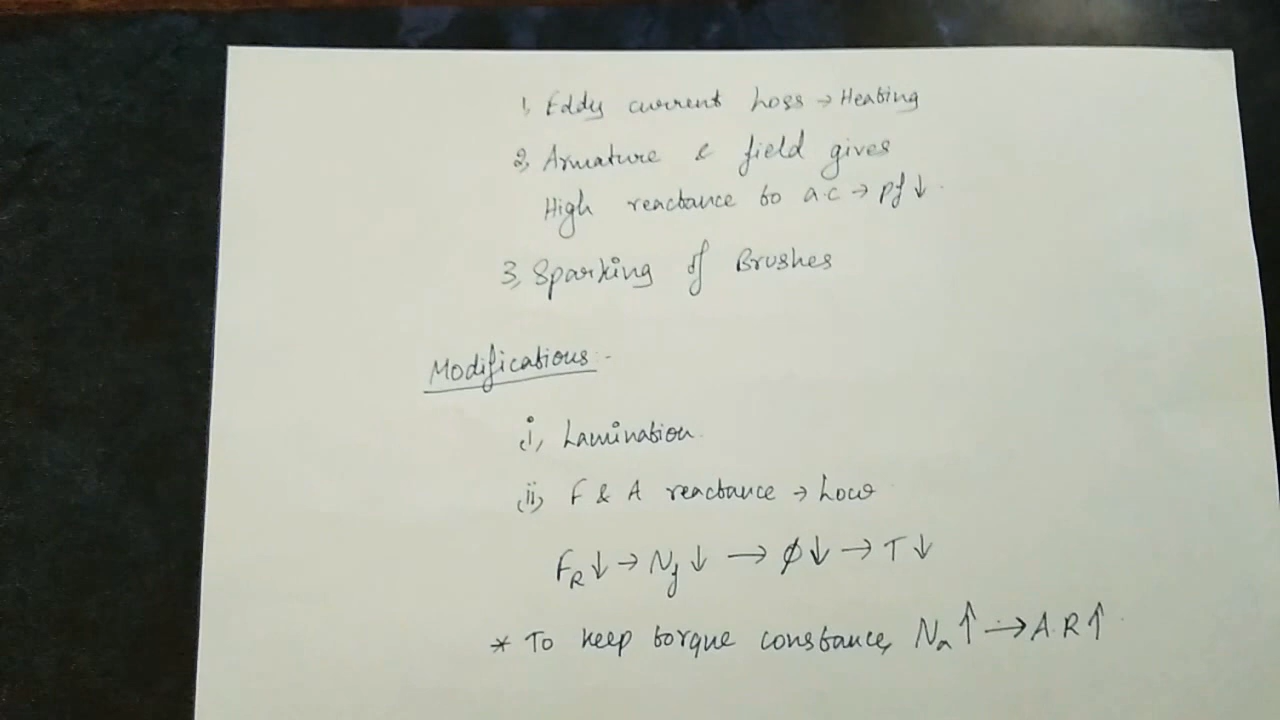 1, Eddy current Loss → Heating
2, Armature & field gives
High reactance to a.c → pf ↓.
3, Sparking of Brushes
Modifications:-
(i), Lamination.
(ii), F & A reactance → Low
FR ↓ → Nf ↓ → φ ↓ → T ↓
* To keep torque constance, Na ↑ → A.R ↑.